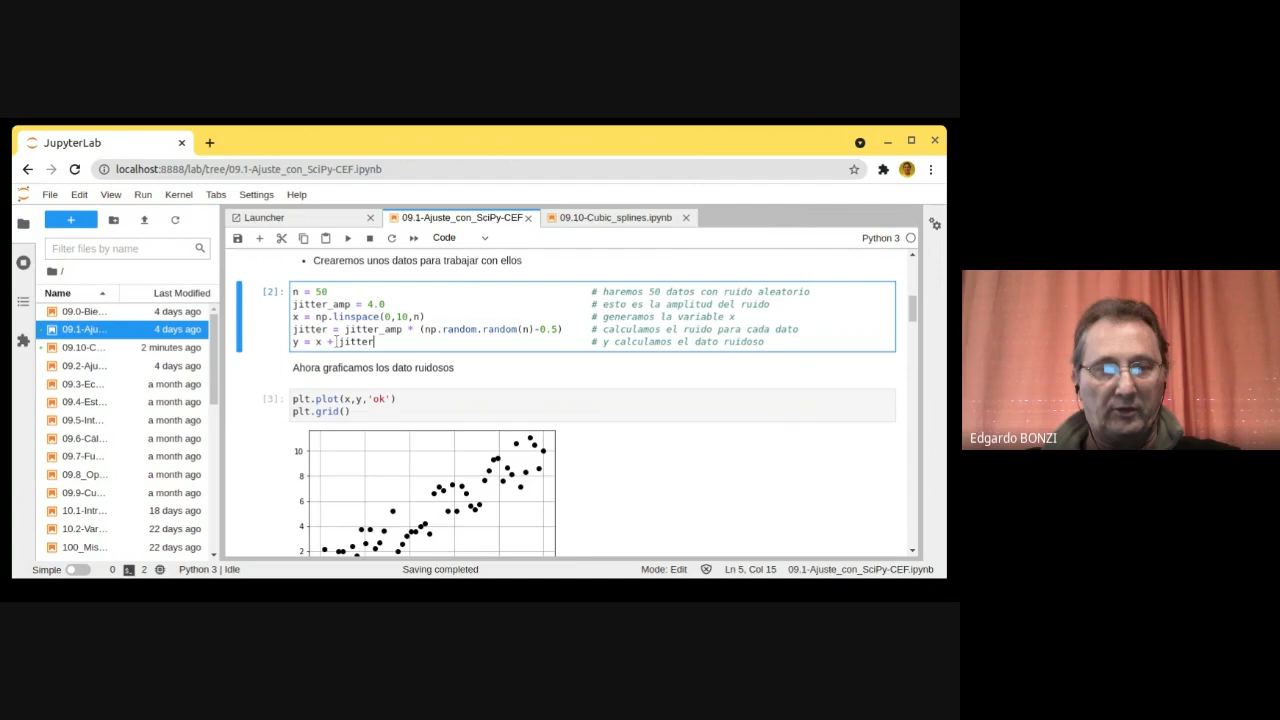 JupyterLab
localhost:8888/lab/tree/09.1-Ajuste_con_SciPy-CEF.ipynb
File Edit View Run Kernel Tabs Settings Help
Launcher
09.1-Ajuste_con_SciPy-CEF
09.10-Cubic_splines.ipynb
Code
Python 3
Filter files by name
/
Name Last Modified
09.0-Bie... 4 days ago
09.1-Aju... 4 days ago
09.10-C... 2 minutes ago
09.2-Aju... 4 days ago
09.3-Ec... a month ago
09.4-Est... a month ago
09.5-Int... a month ago
09.6-Cál... a month ago
09.7-Fu... a month ago
09.8_Op... a month ago
09.9-Cu... a month ago
10.1-Intr... 18 days ago
10.2-Var... 22 days ago
100_Mis... 22 days ago
• Crearemos unos datos para trabajar con ellos
[2]: n = 50 # haremos 50 datos con ruido aleatorio
jitter_amp = 4.0 # esto es la amplitud del ruido
x = np.linspace(0,10,n) # generamos la variable x
jitter = jitter_amp * (np.random.random(n)-0.5) # calculamos el ruido para cada dato
y = x + jitter # y calculamos el dato ruidoso
Ahora graficamos los dato ruidosos
[3]: plt.plot(x,y,'ok')
plt.grid()
10
8
6
4
2
Simple 0 2 Python 3 | Idle Saving completed Mode: Edit Ln 5, Col 15 09.1-Ajuste_con_SciPy-CEF.ipynb
Edgardo BONZI